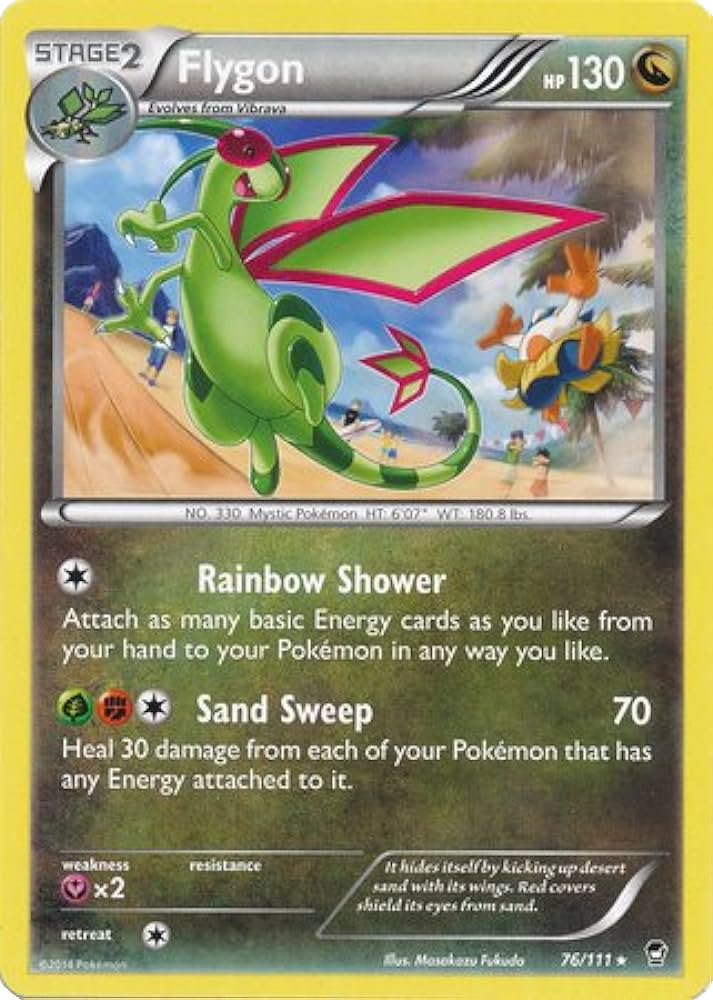 STAGE2
Flygon
HP130
Evolves from Vibrava
NO. 330 Mystic Pokémon HT: 6'07" WT: 180.8 lbs.
Rainbow Shower
Attach as many basic Energy cards as you like from
your hand to your Pokémon in any way you like.
Sand Sweep 70
Heal 30 damage from each of your Pokémon that has
any Energy attached to it.
weakness resistance
×2
It hides itself by kicking up desert
sand with its wings. Red covers
shield its eyes from sand.
retreat
©2014 Pokémon
Illus. Masakazu Fukuda
76/111 ★